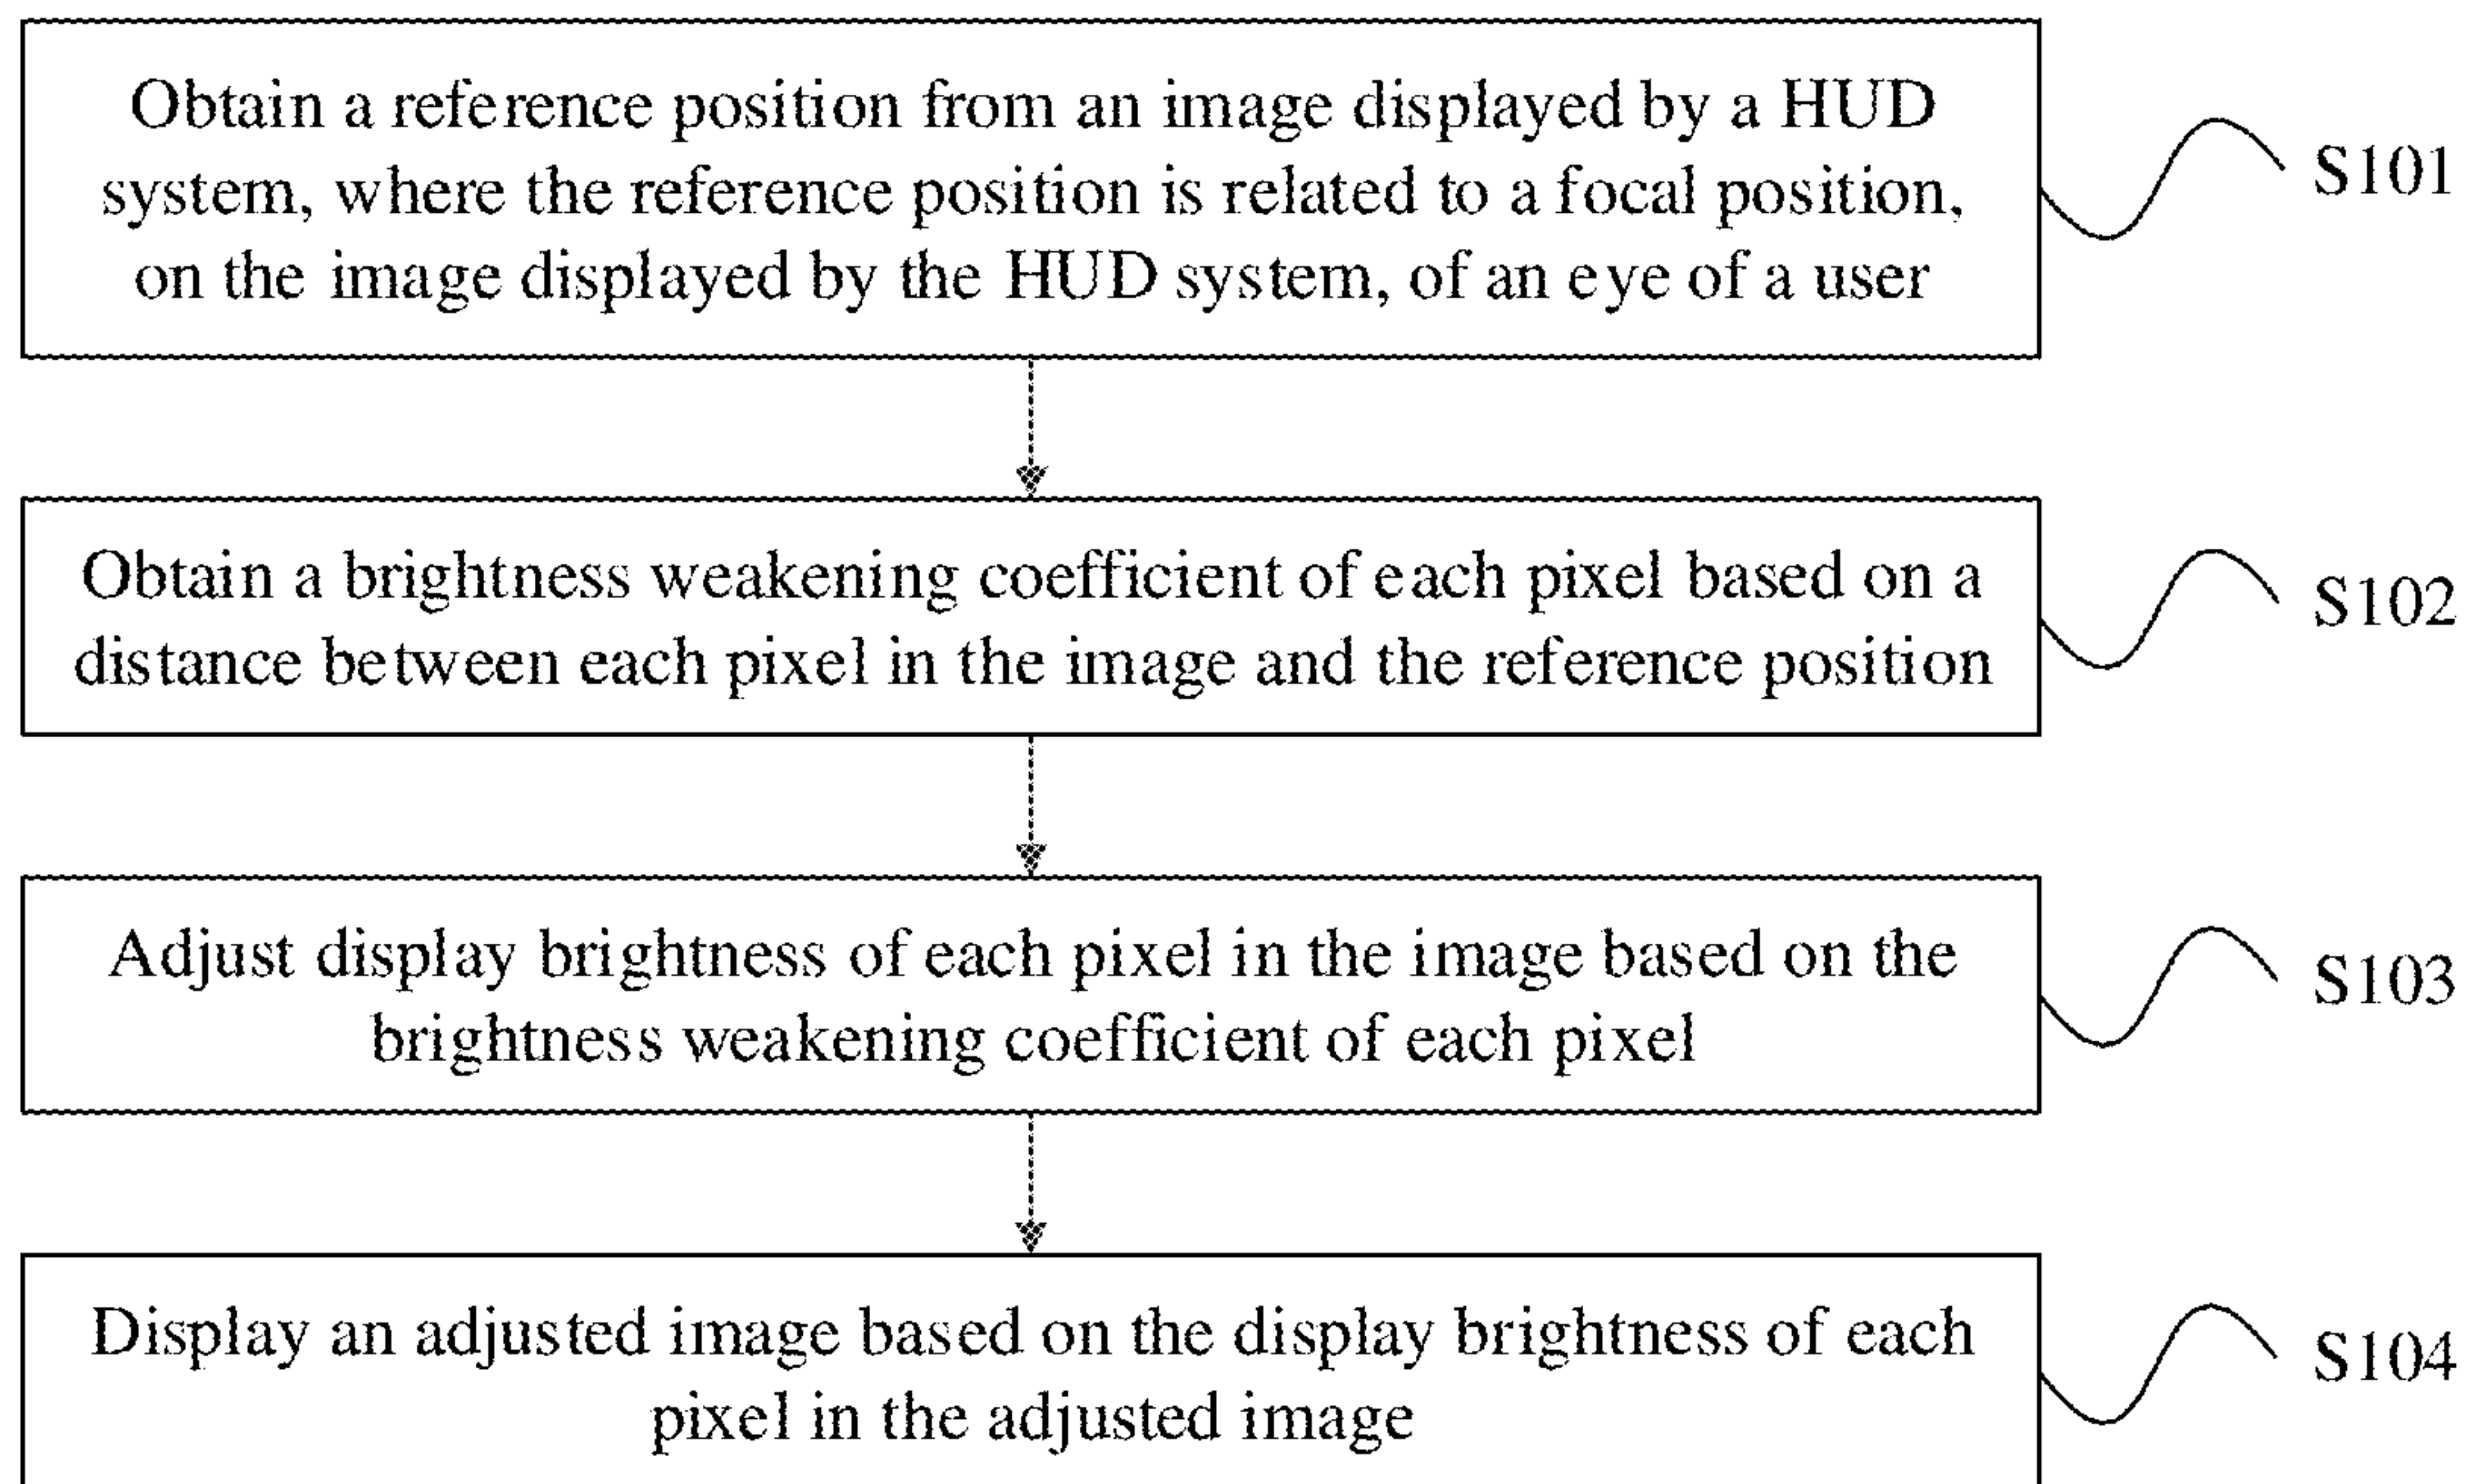 Obtain a reference position from an image displayed by a HUD
system, where the reference position is related to a focal position,
on the image displayed by the HUD system, of an eye of a user
S101
Obtain a brightness weakening coefficient of each pixel based on a
distance between each pixel in the image and the reference position
S102
Adjust display brightness of each pixel in the image based on the
brightness weakening coefficient of each pixel
S103
Display an adjusted image based on the display brightness of each
pixel in the adjusted image
S104